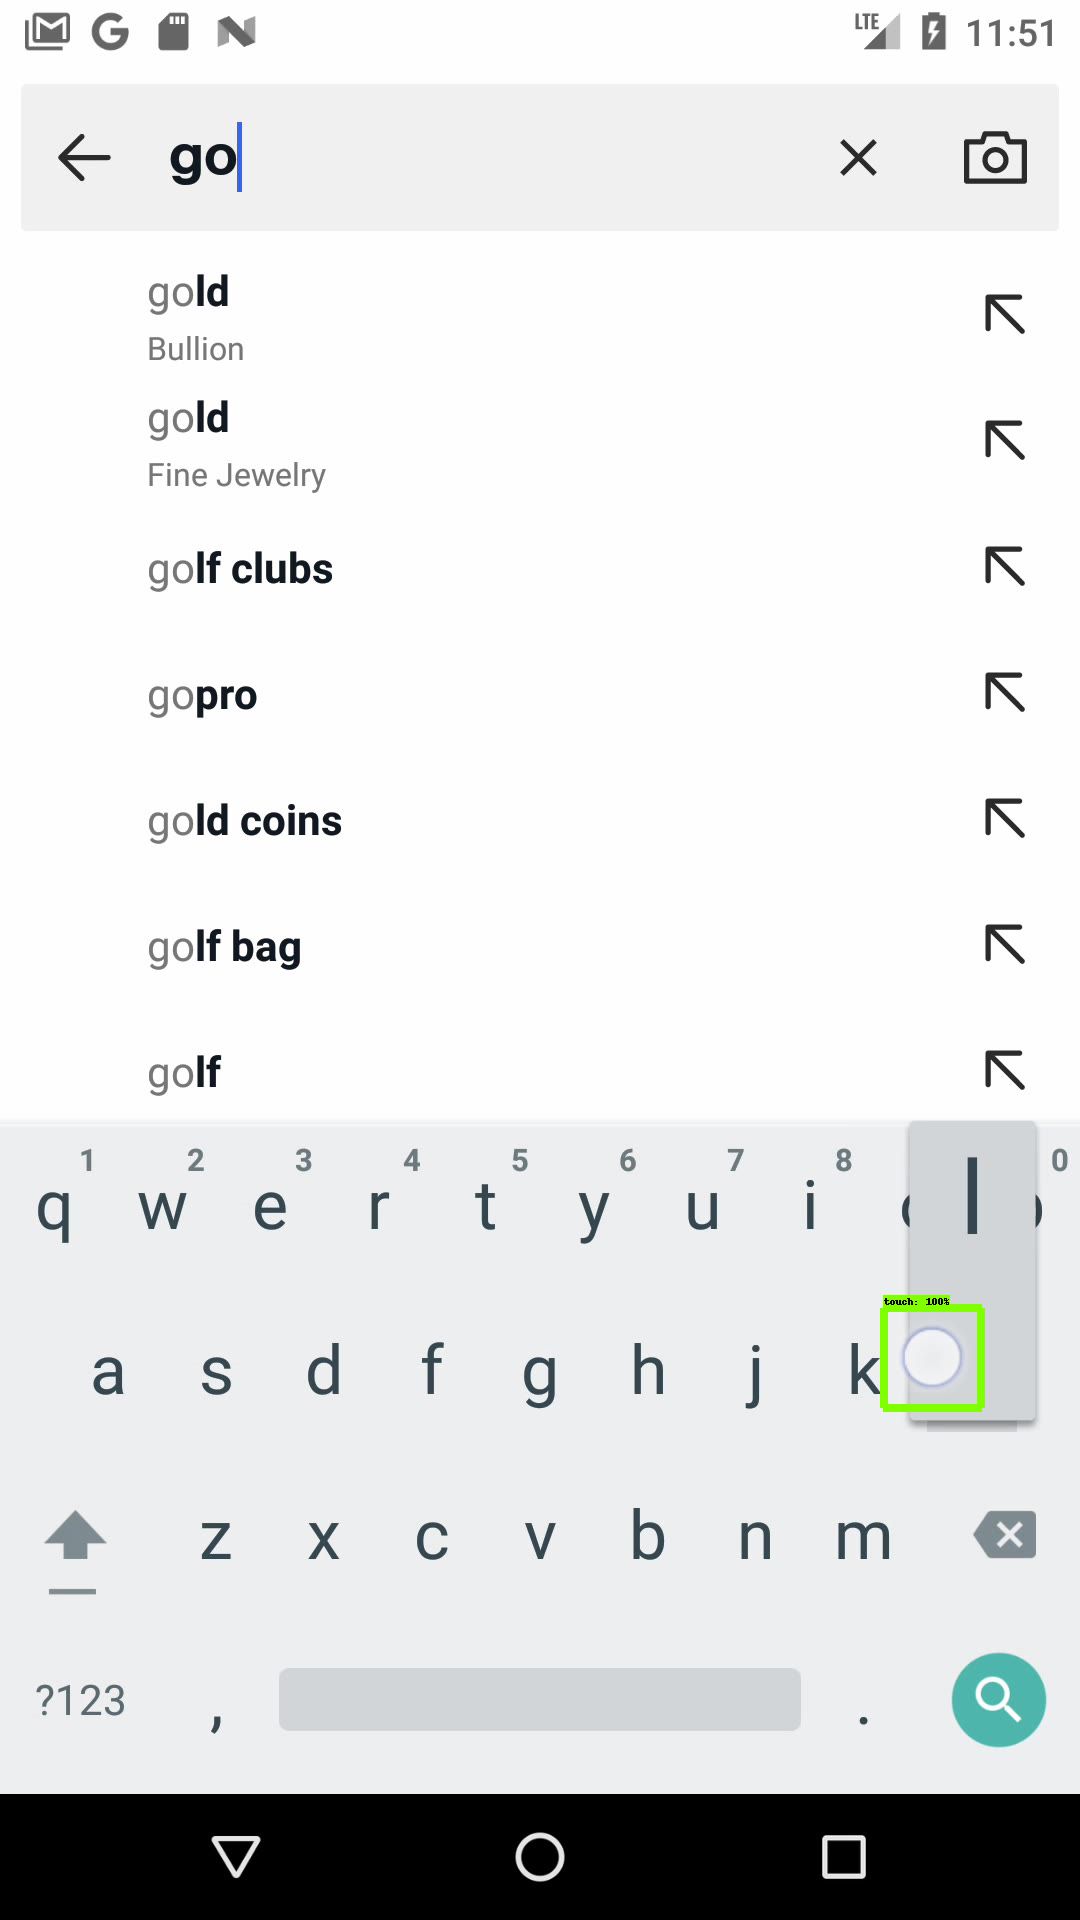 LTE 11:51
go
gold
Bullion
gold
Fine Jewelry
golf clubs
gopro
gold coins
golf bag
golf
1 2 3 4 5 6 7 8 0
q w e r t y u i l
touch: 100%
a s d f g h j k
z x c v b n m
?123 , .